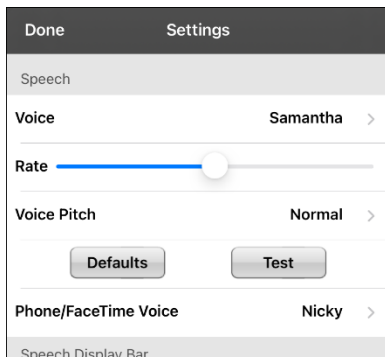 Done Settings
Speech
Voice Samantha
Rate
Voice Pitch Normal
Defaults Test
Phone/FaceTime Voice Nicky
Speech Display Bar